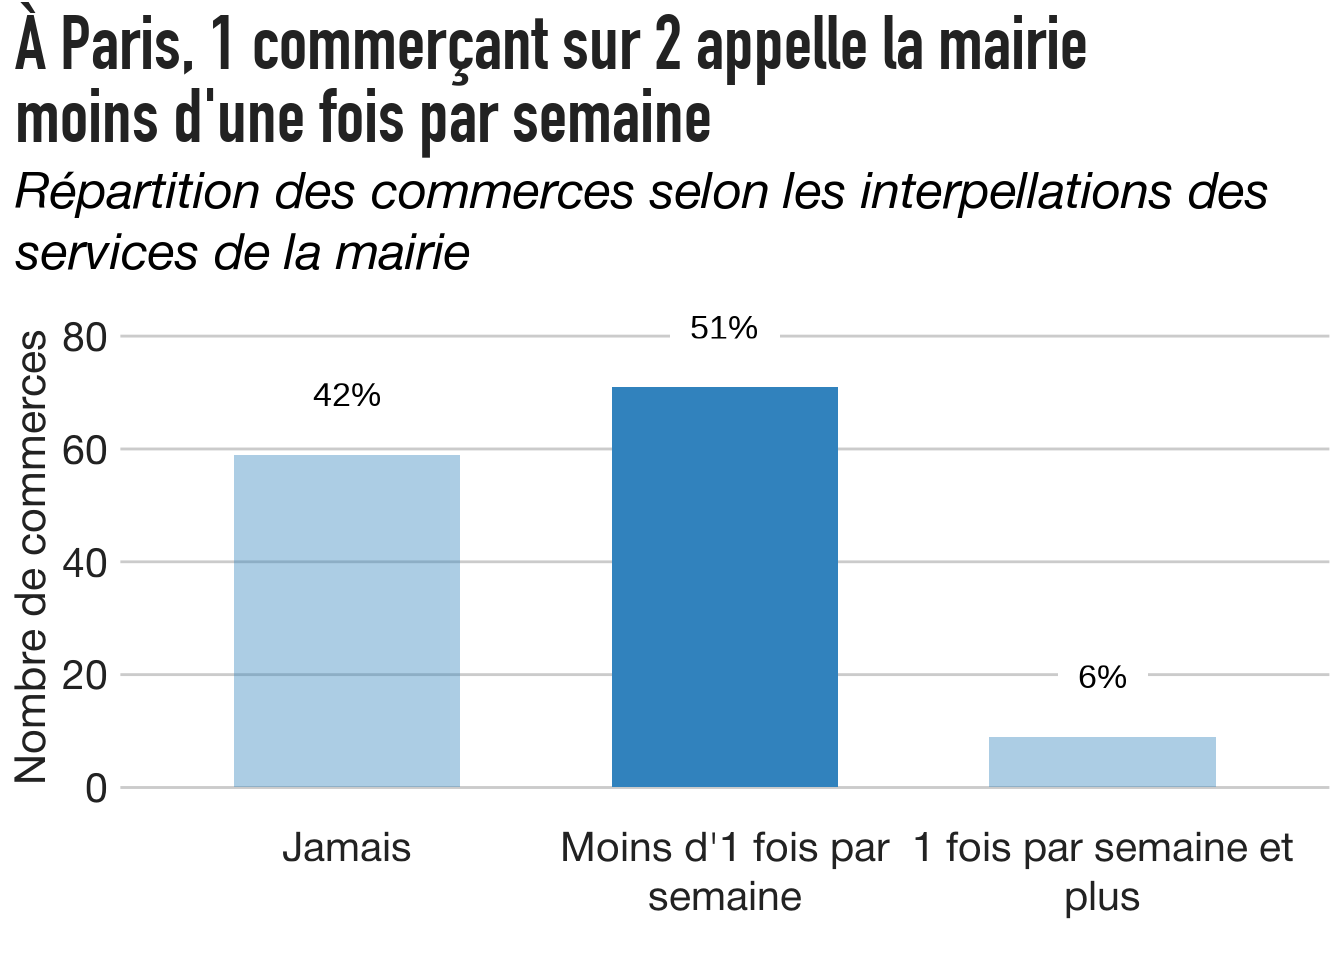 À Paris, 1 commerçant sur 2 appelle la mairie
moins d'une fois par semaine
Répartition des commerces selon les interpellations des
services de la mairie
Nombre de commerces
80
60
40
20
0
42%
51%
6%
Jamais
Moins d'1 fois par
semaine
1 fois par semaine et
plus